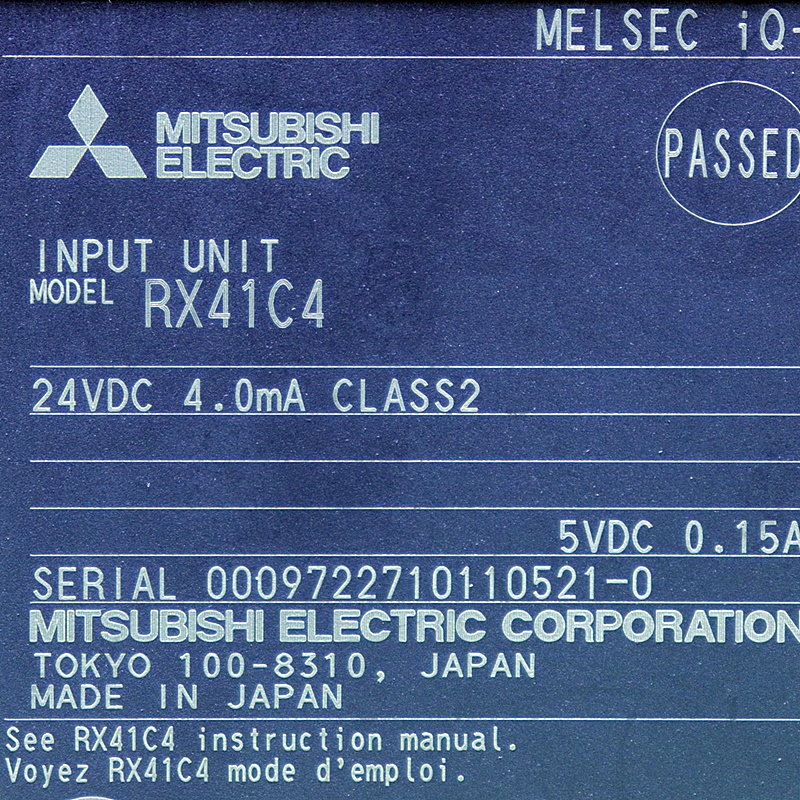 MELSEC iQ-
MITSUBISHI
ELECTRIC
PASSED
INPUT UNIT
MODEL RX41C4
24VDC 4.0mA CLASS2
5VDC 0.15A
SERIAL 0009722710110521-0
MITSUBISHI ELECTRIC CORPORATION
TOKYO 100-8310, JAPAN
MADE IN JAPAN
See RX41C4 instruction manual.
Voyez RX41C4 mode d'emploi.